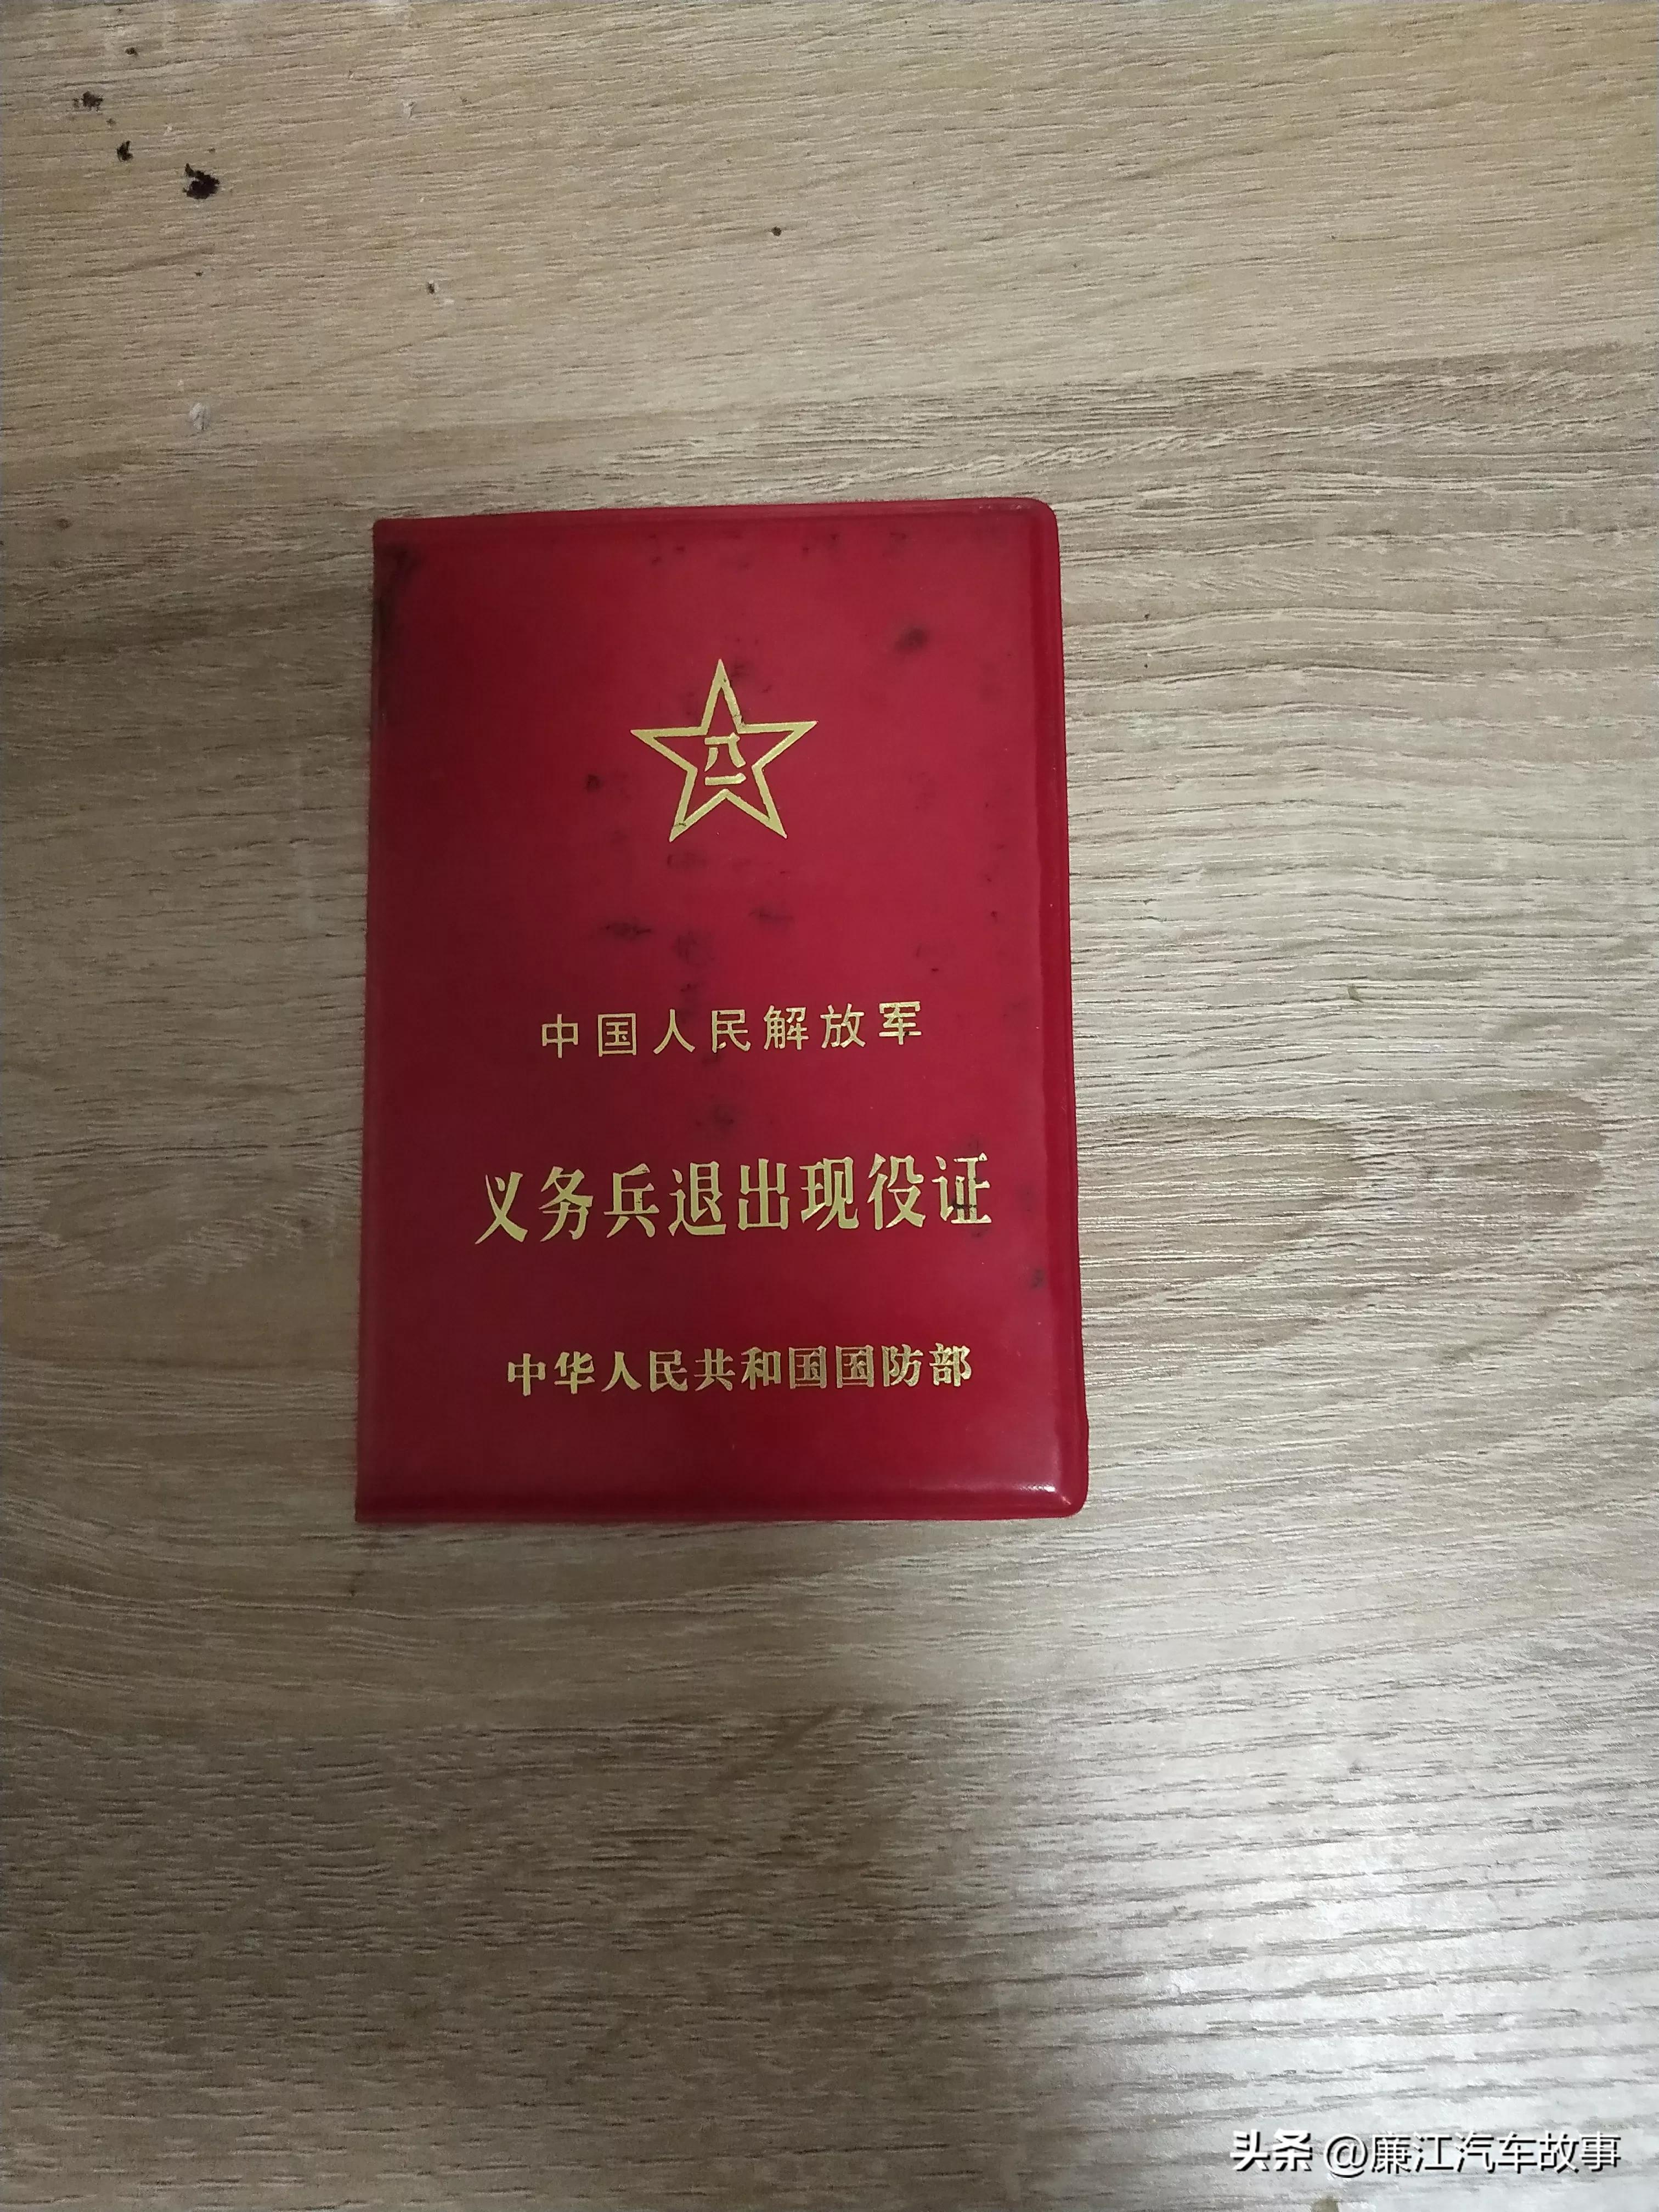 八一
中国人民解放军
义务兵退出现役证
中华人民共和国国防部
头条 @廉江汽车故事